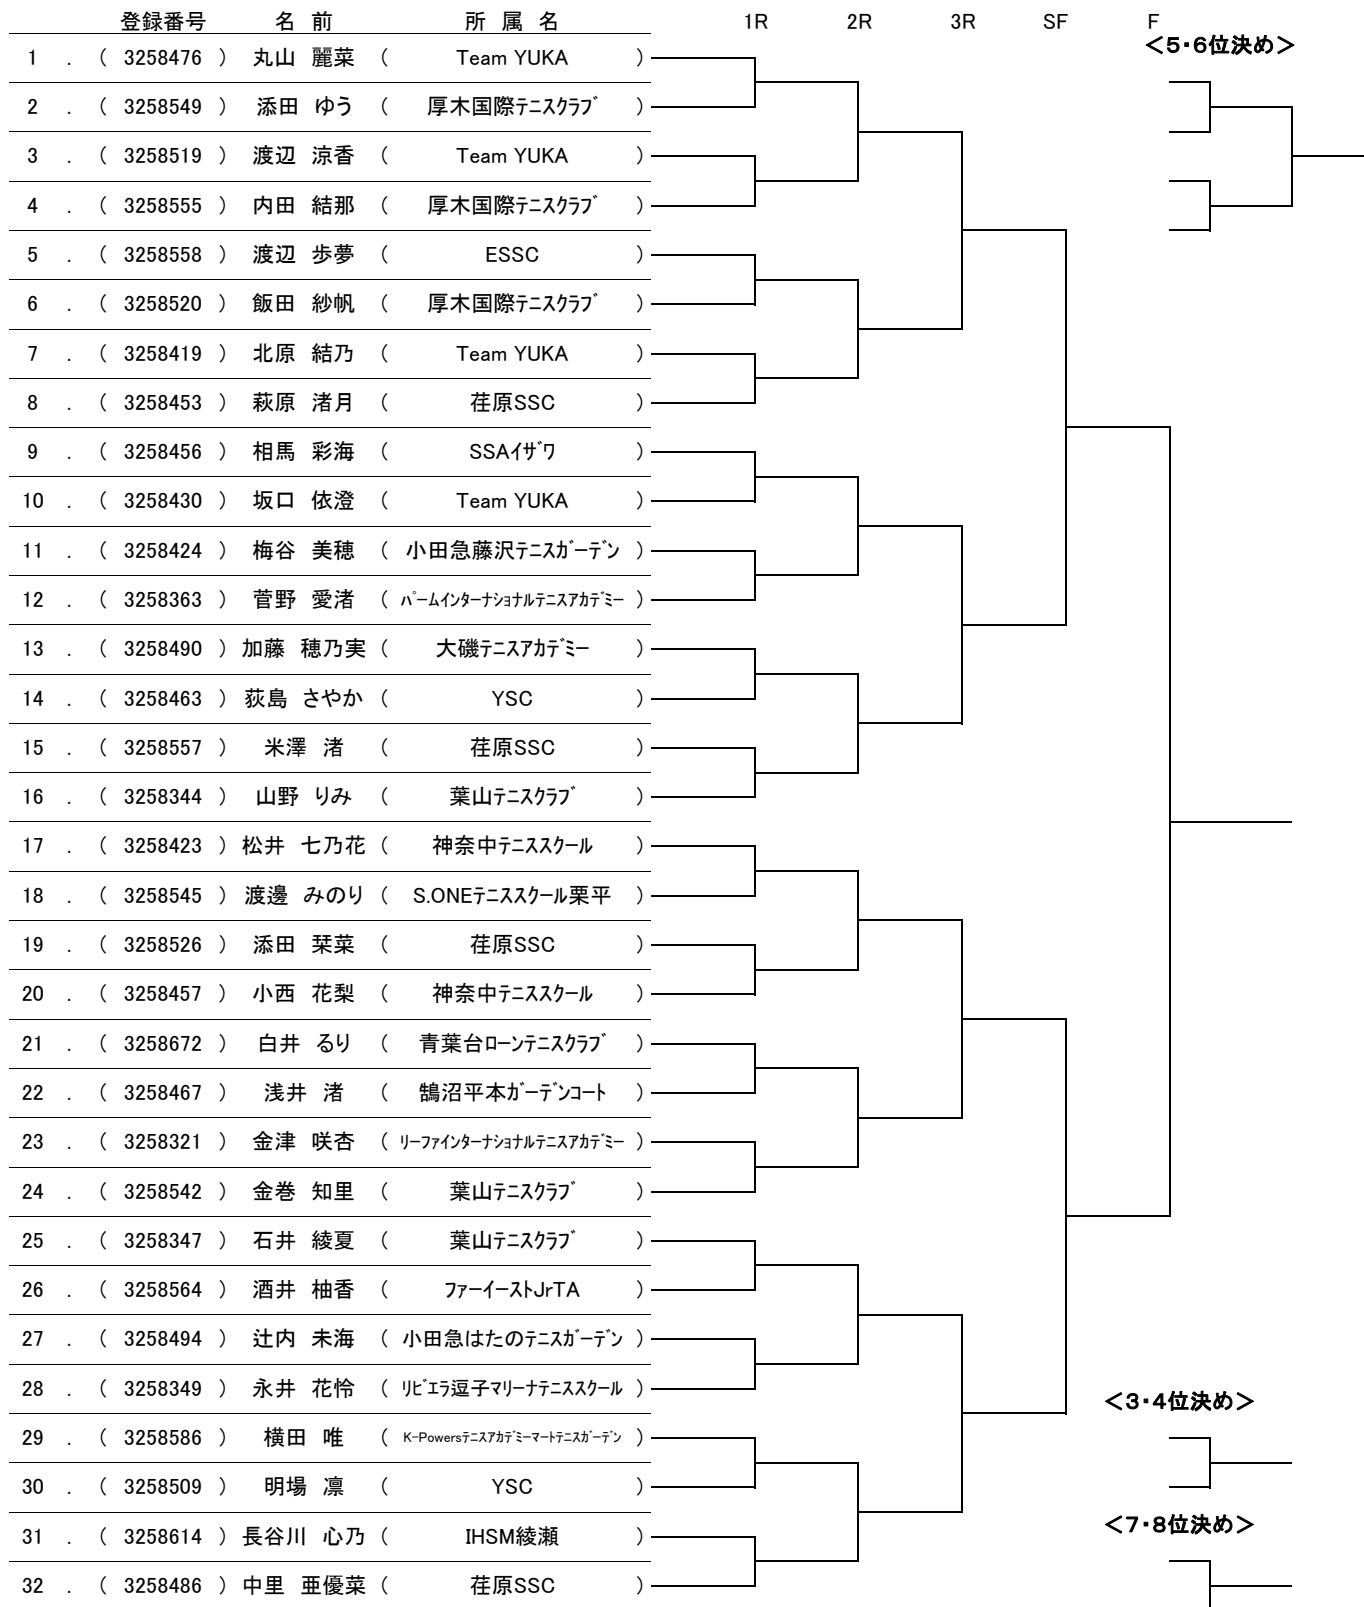 登録番号 名 前 所 属 名 1R 2R 3R SF F
＜5・6位決め＞
1 . ( 3258476 ) 丸山 麗菜 ( Team YUKA )
2 . ( 3258549 ) 添田 ゆう ( 厚木国際ﾃﾆｽｸﾗﾌﾞ )
3 . ( 3258519 ) 渡辺 涼香 ( Team YUKA )
4 . ( 3258555 ) 内田 結那 ( 厚木国際ﾃﾆｽｸﾗﾌﾞ )
5 . ( 3258558 ) 渡辺 歩夢 ( ESSC )
6 . ( 3258520 ) 飯田 紗帆 ( 厚木国際ﾃﾆｽｸﾗﾌﾞ )
7 . ( 3258419 ) 北原 結乃 ( Team YUKA )
8 . ( 3258453 ) 萩原 渚月 ( 荏原SSC )
9 . ( 3258456 ) 相馬 彩海 ( SSAｲｻﾞﾜ )
10 . ( 3258430 ) 坂口 依澄 ( Team YUKA )
11 . ( 3258424 ) 梅谷 美穂 ( 小田急藤沢ﾃﾆｽｶﾞｰﾃﾞﾝ )
12 . ( 3258363 ) 菅野 愛渚 ( ﾊﾟｰﾑｲﾝﾀｰﾅｼｮﾅﾙﾃﾆｽｱｶﾃﾞﾐｰ )
13 . ( 3258490 ) 加藤 穂乃実 ( 大磯ﾃﾆｽｱｶﾃﾞﾐｰ )
14 . ( 3258463 ) 荻島 さやか ( YSC )
15 . ( 3258557 ) 米澤 渚 ( 荏原SSC )
16 . ( 3258344 ) 山野 りみ ( 葉山ﾃﾆｽｸﾗﾌﾞ )
17 . ( 3258423 ) 松井 七乃花 ( 神奈中ﾃﾆｽｽｸｰﾙ )
18 . ( 3258545 ) 渡邊 みのり ( S.ONEﾃﾆｽｽｸｰﾙ栗平 )
19 . ( 3258526 ) 添田 栞菜 ( 荏原SSC )
20 . ( 3258457 ) 小西 花梨 ( 神奈中ﾃﾆｽｽｸｰﾙ )
21 . ( 3258672 ) 白井 るり ( 青葉台ﾛｰﾝﾃﾆｽｸﾗﾌﾞ )
22 . ( 3258467 ) 浅井 渚 ( 鵠沼平本ｶﾞｰﾃﾞﾝｺｰﾄ )
23 . ( 3258321 ) 金津 咲杏 ( ﾘｰﾌｧｲﾝﾀｰﾅｼｮﾅﾙﾃﾆｽｱｶﾃﾞﾐｰ )
24 . ( 3258542 ) 金巻 知里 ( 葉山ﾃﾆｽｸﾗﾌﾞ )
25 . ( 3258347 ) 石井 綾夏 ( 葉山ﾃﾆｽｸﾗﾌﾞ )
26 . ( 3258564 ) 酒井 柚香 ( ﾌｧｰｲｰｽﾄJrTA )
27 . ( 3258494 ) 辻内 未海 ( 小田急はたのﾃﾆｽｶﾞｰﾃﾞﾝ )
28 . ( 3258349 ) 永井 花怜 ( ﾘﾋﾞｴﾗ逗子ﾏﾘｰﾅﾃﾆｽｽｸｰﾙ )
＜3・4位決め＞
29 . ( 3258586 ) 横田 唯 ( K-Powersﾃﾆｽｱｶﾃﾞﾐｰﾏｰﾄﾃﾆｽｶﾞｰﾃﾞﾝ )
30 . ( 3258509 ) 明場 凛 ( YSC )
＜7・8位決め＞
31 . ( 3258614 ) 長谷川 心乃 ( IHSM綾瀬 )
32 . ( 3258486 ) 中里 亜優菜 ( 荏原SSC )